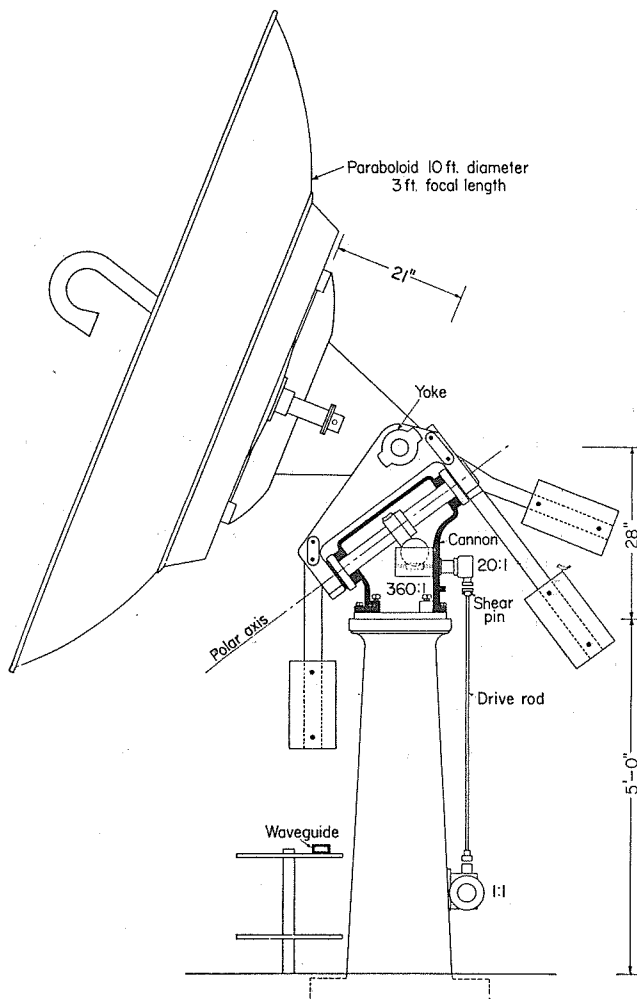 Paraboloid 10 ft. diameter
3 ft. focal length
21"
Yoke
28"
Cannon
20:1
360:1
Shear
pin
Polar axis
Drive rod
5'-0"
Waveguide
1:1